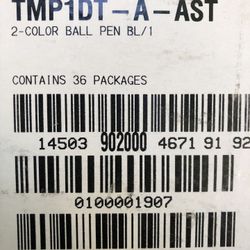 TMP1DT-A-AST
2-COLOR BALL PEN BL/1
CONTAINS 36 PACKAGES
14503 902000 4671 91 92
0100001907